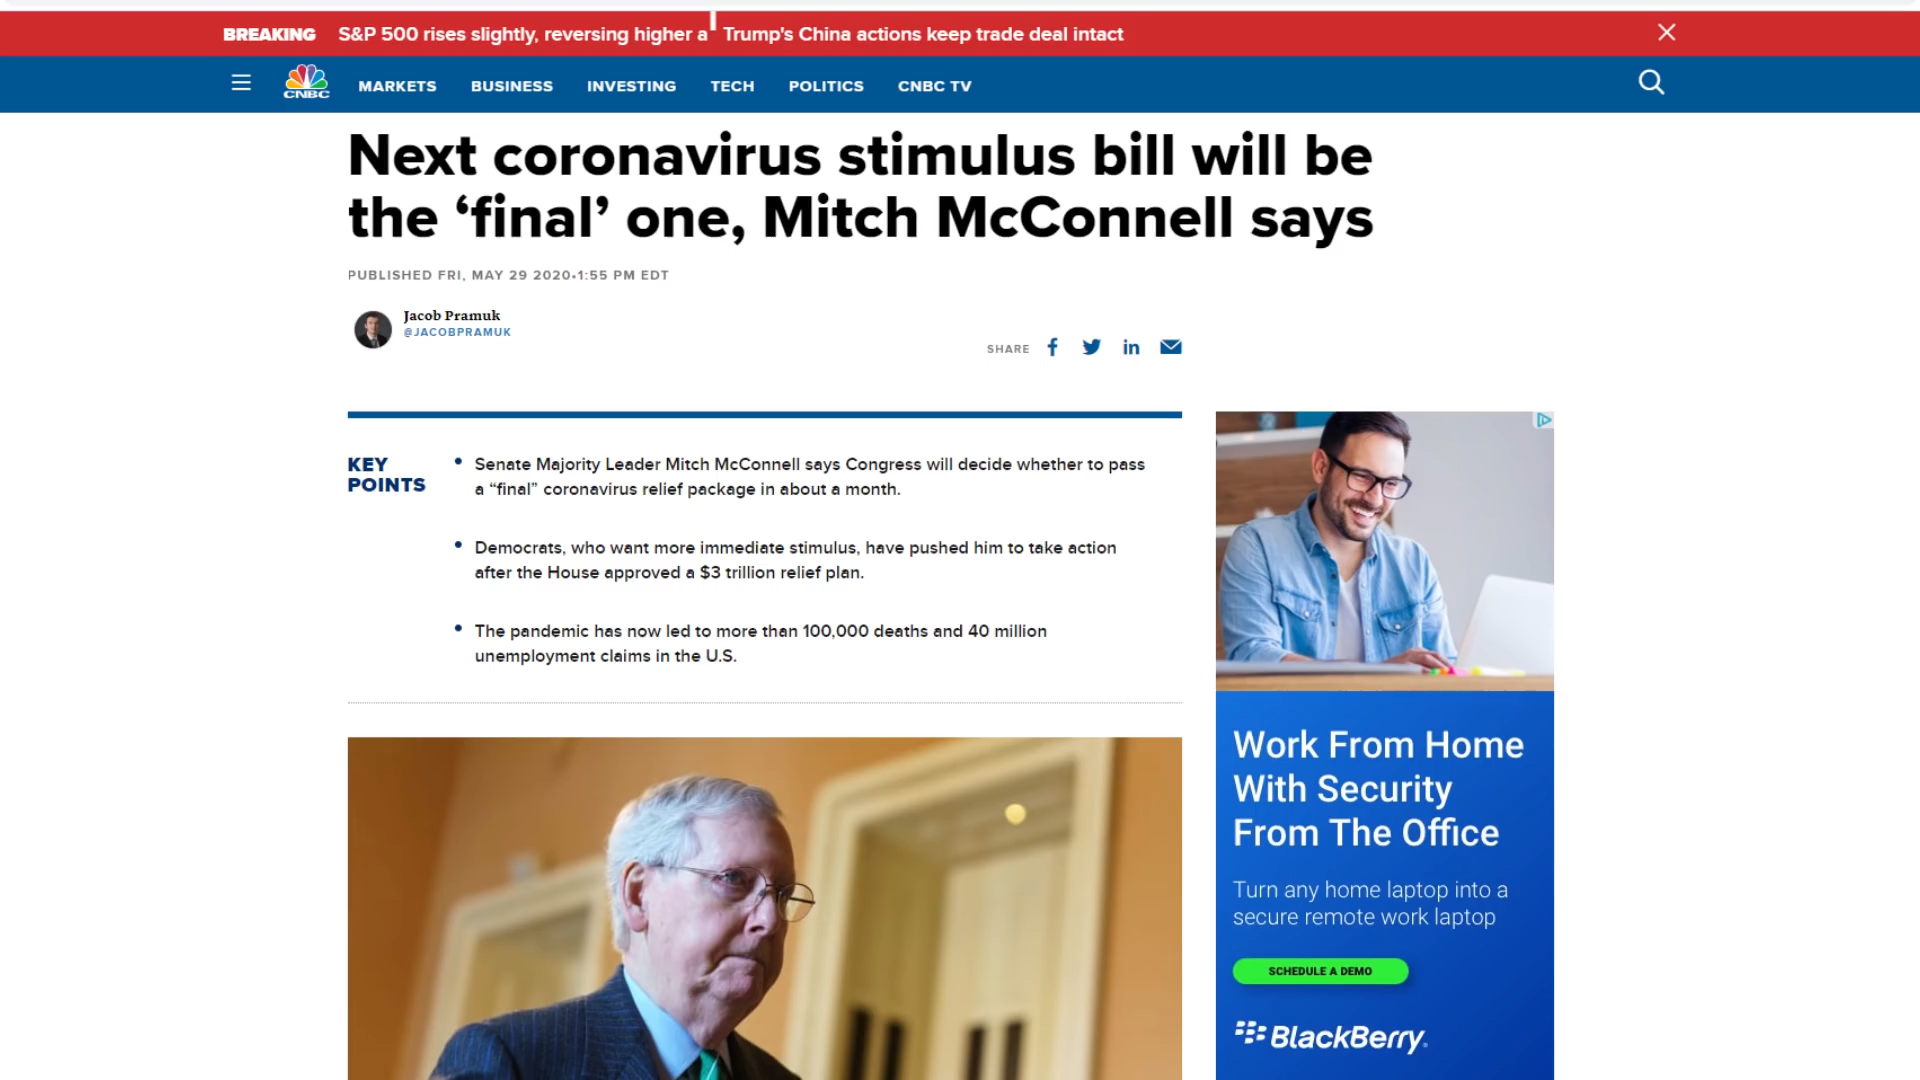 BREAKING S&P 500 rises slightly, reversing higher a Trump's China actions keep trade deal intact
CNBC MARKETS BUSINESS INVESTING TECH POLITICS CNBC TV
Next coronavirus stimulus bill will be
the ‘final’ one, Mitch McConnell says
PUBLISHED FRI, MAY 29 2020•1:55 PM EDT
Jacob Pramuk
@JACOBPRAMUK
SHARE
KEY
POINTS
• Senate Majority Leader Mitch McConnell says Congress will decide whether to pass
a “final” coronavirus relief package in about a month.
• Democrats, who want more immediate stimulus, have pushed him to take action
after the House approved a $3 trillion relief plan.
• The pandemic has now led to more than 100,000 deaths and 40 million
unemployment claims in the U.S.
Work From Home
With Security
From The Office
Turn any home laptop into a
secure remote work laptop
SCHEDULE A DEMO
BlackBerry.